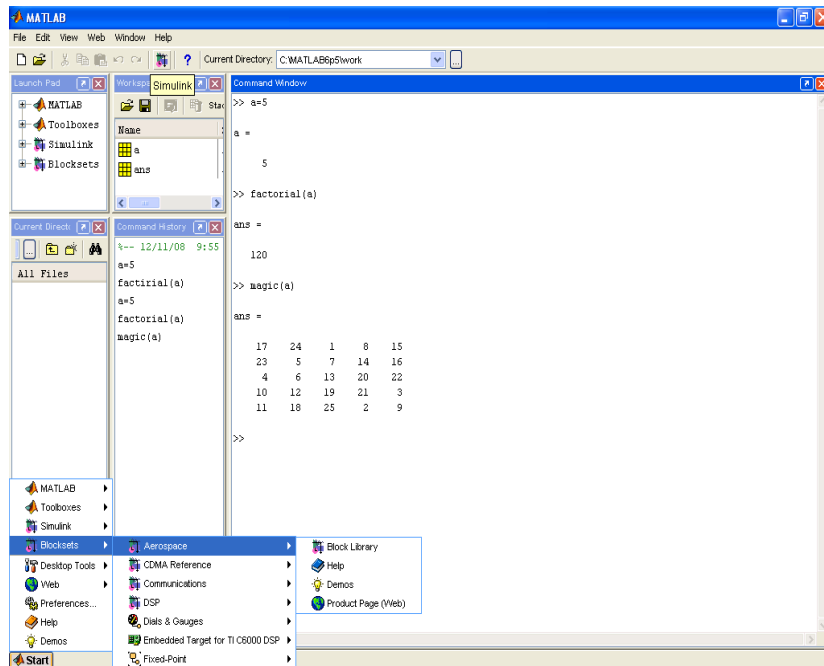 MATLAB
File Edit View Web Window Help
? Current Directory: C:\MATLAB6p5\work ...
Simulink
Launch Pad
MATLAB
Toolboxes
Simulink
Blocksets
Name
a
ans
Current Directo
...
All Files
Command History
%-- 12/11/08 9:55
a=5
factirial(a)
a=5
factorial(a)
magic(a)
Command Window
>> a=5
a =
5
>> factorial(a)
ans =
120
>> magic(a)
ans =
17 24 1 8 15
23 5 7 14 16
4 6 13 20 22
10 12 19 21 3
11 18 25 2 9
>>
MATLAB
Toolboxes
Simulink
Blocksets
Desktop Tools
Web
Preferences...
Help
Demos
Start
Aerospace
CDMA Reference
Communications
DSP
Dials & Gauges
Embedded Target for TI C6000 DSP
Fixed-Point
Block Library
Help
Demos
Product Page (Web)